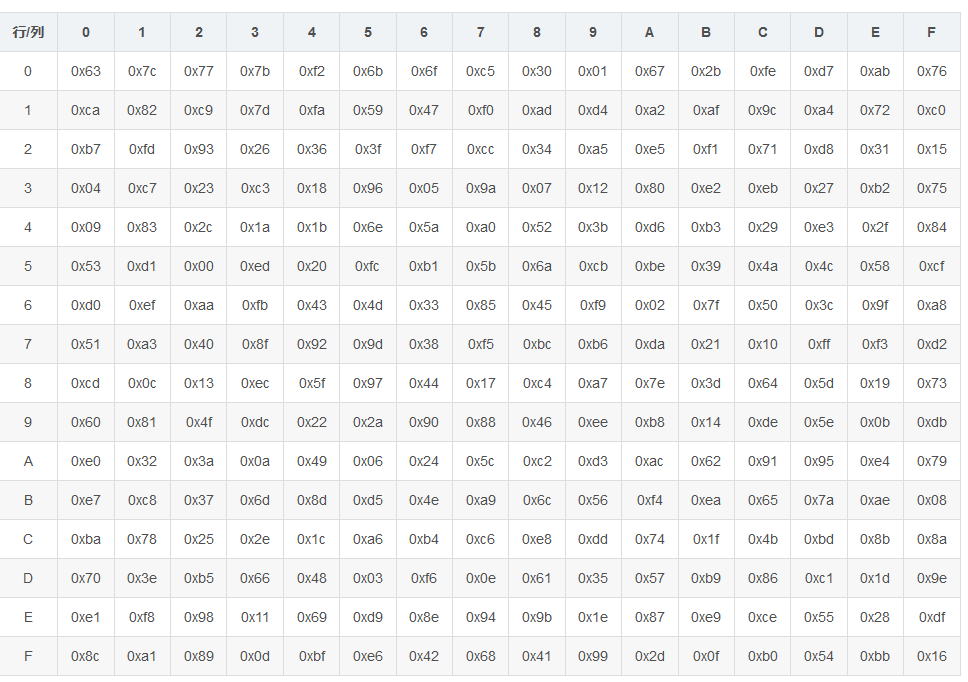 行/列 0 1 2 3 4 5 6 7 8 9 A B C D E F
0 0x63 0x7c 0x77 0x7b 0xf2 0x6b 0x6f 0xc5 0x30 0x01 0x67 0x2b 0xfe 0xd7 0xab 0x76
1 0xca 0x82 0xc9 0x7d 0xfa 0x59 0x47 0xf0 0xad 0xd4 0xa2 0xaf 0x9c 0xa4 0x72 0xc0
2 0xb7 0xfd 0x93 0x26 0x36 0x3f 0xf7 0xcc 0x34 0xa5 0xe5 0xf1 0x71 0xd8 0x31 0x15
3 0x04 0xc7 0x23 0xc3 0x18 0x96 0x05 0x9a 0x07 0x12 0x80 0xe2 0xeb 0x27 0xb2 0x75
4 0x09 0x83 0x2c 0x1a 0x1b 0x6e 0x5a 0xa0 0x52 0x3b 0xd6 0xb3 0x29 0xe3 0x2f 0x84
5 0x53 0xd1 0x00 0xed 0x20 0xfc 0xb1 0x5b 0x6a 0xcb 0xbe 0x39 0x4a 0x4c 0x58 0xcf
6 0xd0 0xef 0xaa 0xfb 0x43 0x4d 0x33 0x85 0x45 0xf9 0x02 0x7f 0x50 0x3c 0x9f 0xa8
7 0x51 0xa3 0x40 0x8f 0x92 0x9d 0x38 0xf5 0xbc 0xb6 0xda 0x21 0x10 0xff 0xf3 0xd2
8 0xcd 0x0c 0x13 0xec 0x5f 0x97 0x44 0x17 0xc4 0xa7 0x7e 0x3d 0x64 0x5d 0x19 0x73
9 0x60 0x81 0x4f 0xdc 0x22 0x2a 0x90 0x88 0x46 0xee 0xb8 0x14 0xde 0x5e 0x0b 0xdb
A 0xe0 0x32 0x3a 0x0a 0x49 0x06 0x24 0x5c 0xc2 0xd3 0xac 0x62 0x91 0x95 0xe4 0x79
B 0xe7 0xc8 0x37 0x6d 0x8d 0xd5 0x4e 0xa9 0x6c 0x56 0xf4 0xea 0x65 0x7a 0xae 0x08
C 0xba 0x78 0x25 0x2e 0x1c 0xa6 0xb4 0xc6 0xe8 0xdd 0x74 0x1f 0x4b 0xbd 0x8b 0x8a
D 0x70 0x3e 0xb5 0x66 0x48 0x03 0xf6 0x0e 0x61 0x35 0x57 0xb9 0x86 0xc1 0x1d 0x9e
E 0xe1 0xf8 0x98 0x11 0x69 0xd9 0x8e 0x94 0x9b 0x1e 0x87 0xe9 0xce 0x55 0x28 0xdf
F 0x8c 0xa1 0x89 0x0d 0xbf 0xe6 0x42 0x68 0x41 0x99 0x2d 0x0f 0xb0 0x54 0xbb 0x16